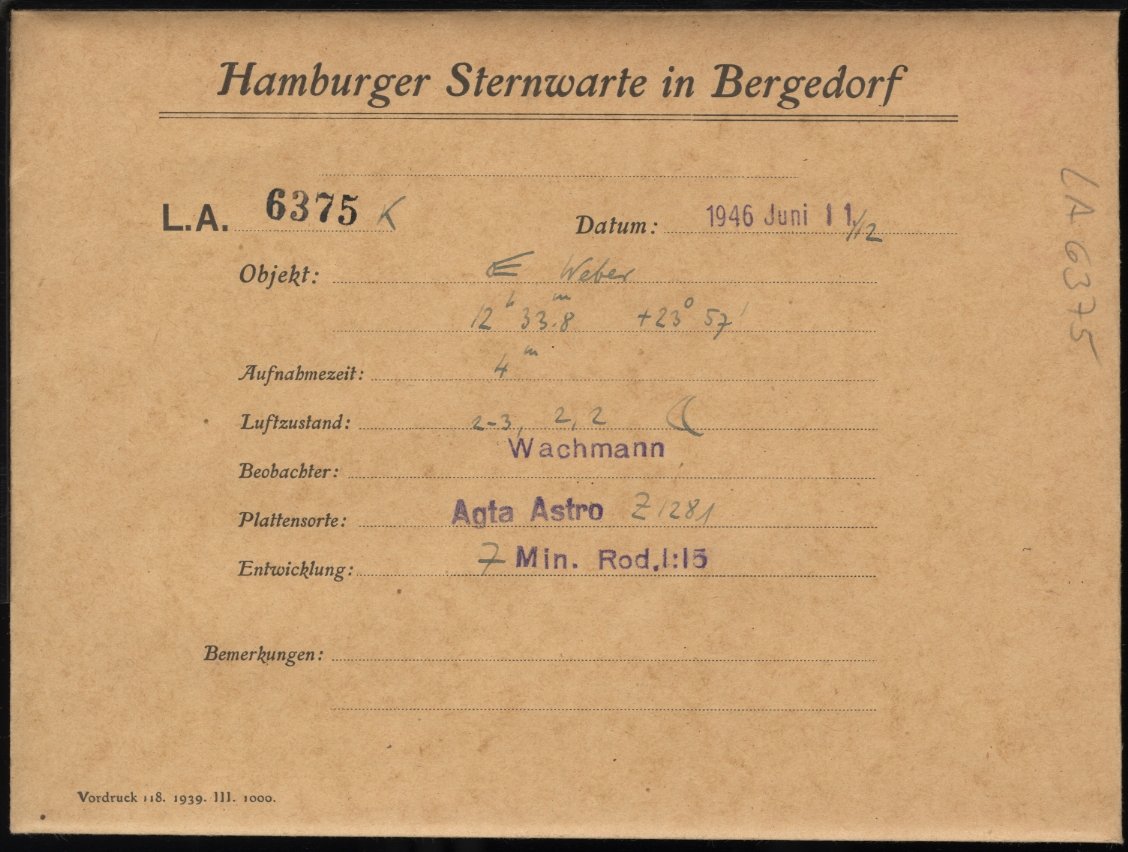 Hamburger Sternwarte in Bergedorf
L.A. 6375 K
Datum: 1946 Juni 11/12
Objekt: Weber
12ʰ 33.8ᵐ +23° 57'
Aufnahmezeit: 4ᵐ
Luftzustand: 2-3, 2, 2
Beobachter: Wachmann
Plattensorte: Agfa Astro Z 1281
Entwicklung: 7 Min. Rod. 1:15
Bemerkungen:
Vordruck 118. 1939. III. 1000.
LA 6375